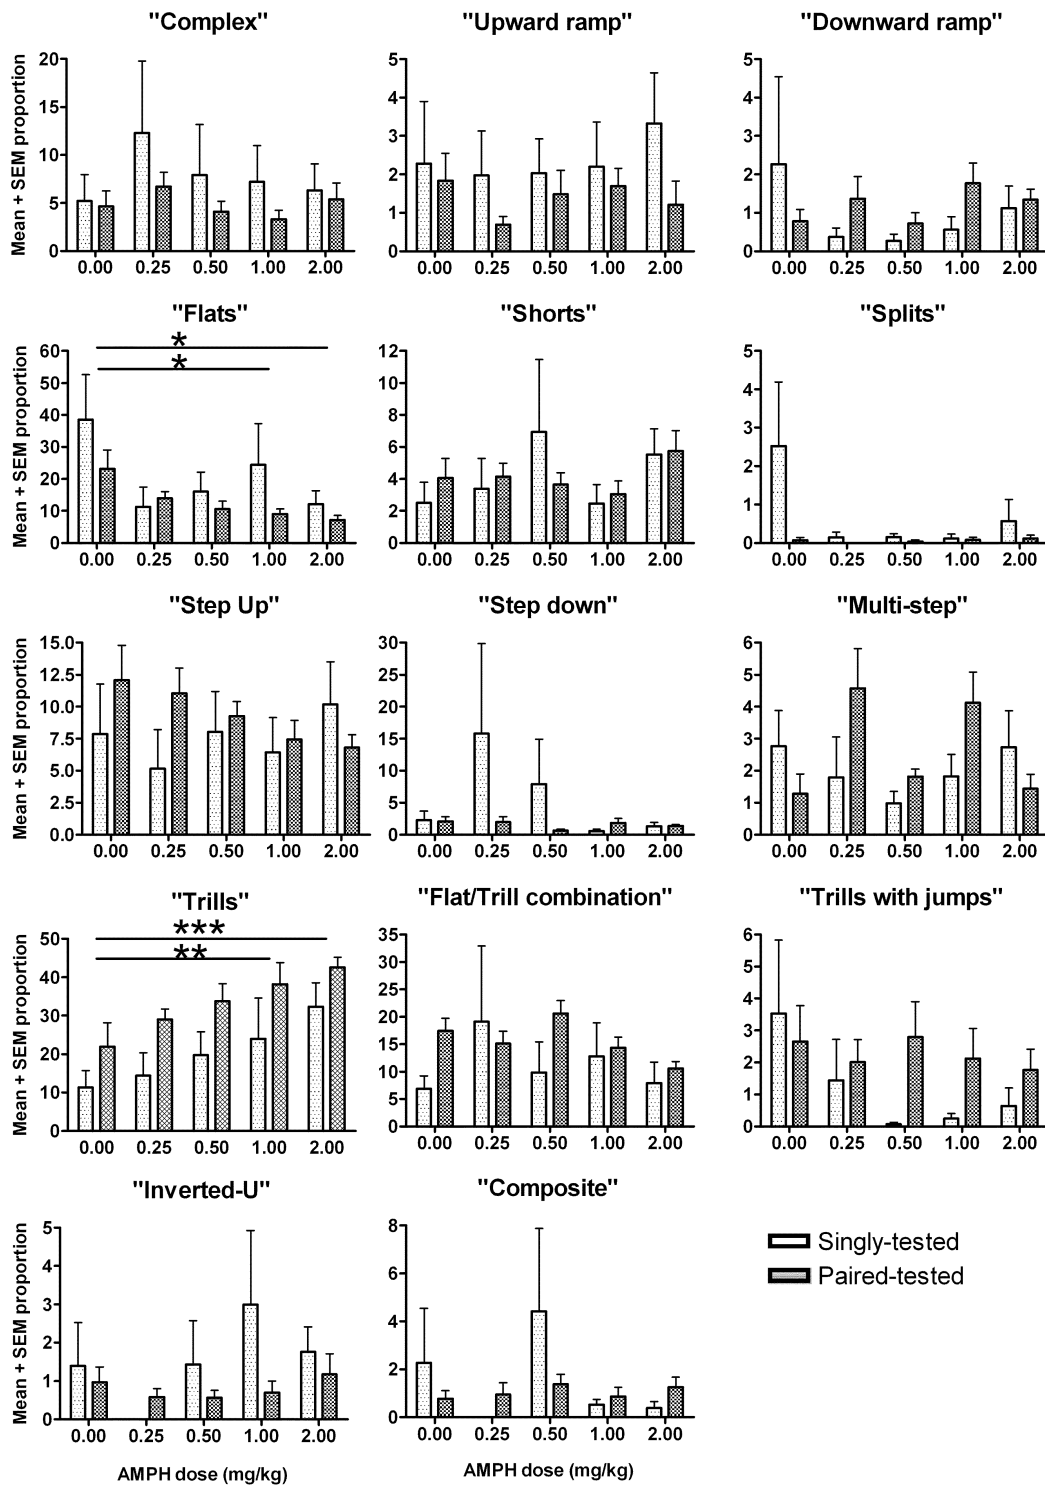 "Complex" "Upward ramp" "Downward ramp"
Mean + SEM proportion
20 15 10 5 0
5 4 3 2 1 0
5 4 3 2 1 0
0.00 0.25 0.50 1.00 2.00 0.00 0.25 0.50 1.00 2.00 0.00 0.25 0.50 1.00 2.00
"Flats" "Shorts" "Splits"
Mean + SEM proportion
60 50 40 30 20 10 0
*
*
12 10 8 6 4 2 0
5 4 3 2 1 0
0.00 0.25 0.50 1.00 2.00 0.00 0.25 0.50 1.00 2.00 0.00 0.25 0.50 1.00 2.00
"Step Up" "Step down" "Multi-step"
Mean + SEM proportion
15.0 12.5 10.0 7.5 5.0 2.5 0.0
30 25 20 15 10 5 0
6 5 4 3 2 1 0
0.00 0.25 0.50 1.00 2.00 0.00 0.25 0.50 1.00 2.00 0.00 0.25 0.50 1.00 2.00
"Trills" "Flat/Trill combination" "Trills with jumps"
Mean + SEM proportion
50 40 30 20 10 0
***
**
35 30 25 20 15 10 5 0
6 5 4 3 2 1 0
0.00 0.25 0.50 1.00 2.00 0.00 0.25 0.50 1.00 2.00 0.00 0.25 0.50 1.00 2.00
"Inverted-U" "Composite"
Mean + SEM proportion
5 4 3 2 1 0
8 6 4 2 0
0.00 0.25 0.50 1.00 2.00 0.00 0.25 0.50 1.00 2.00
AMPH dose (mg/kg) AMPH dose (mg/kg)
Singly-tested
Paired-tested